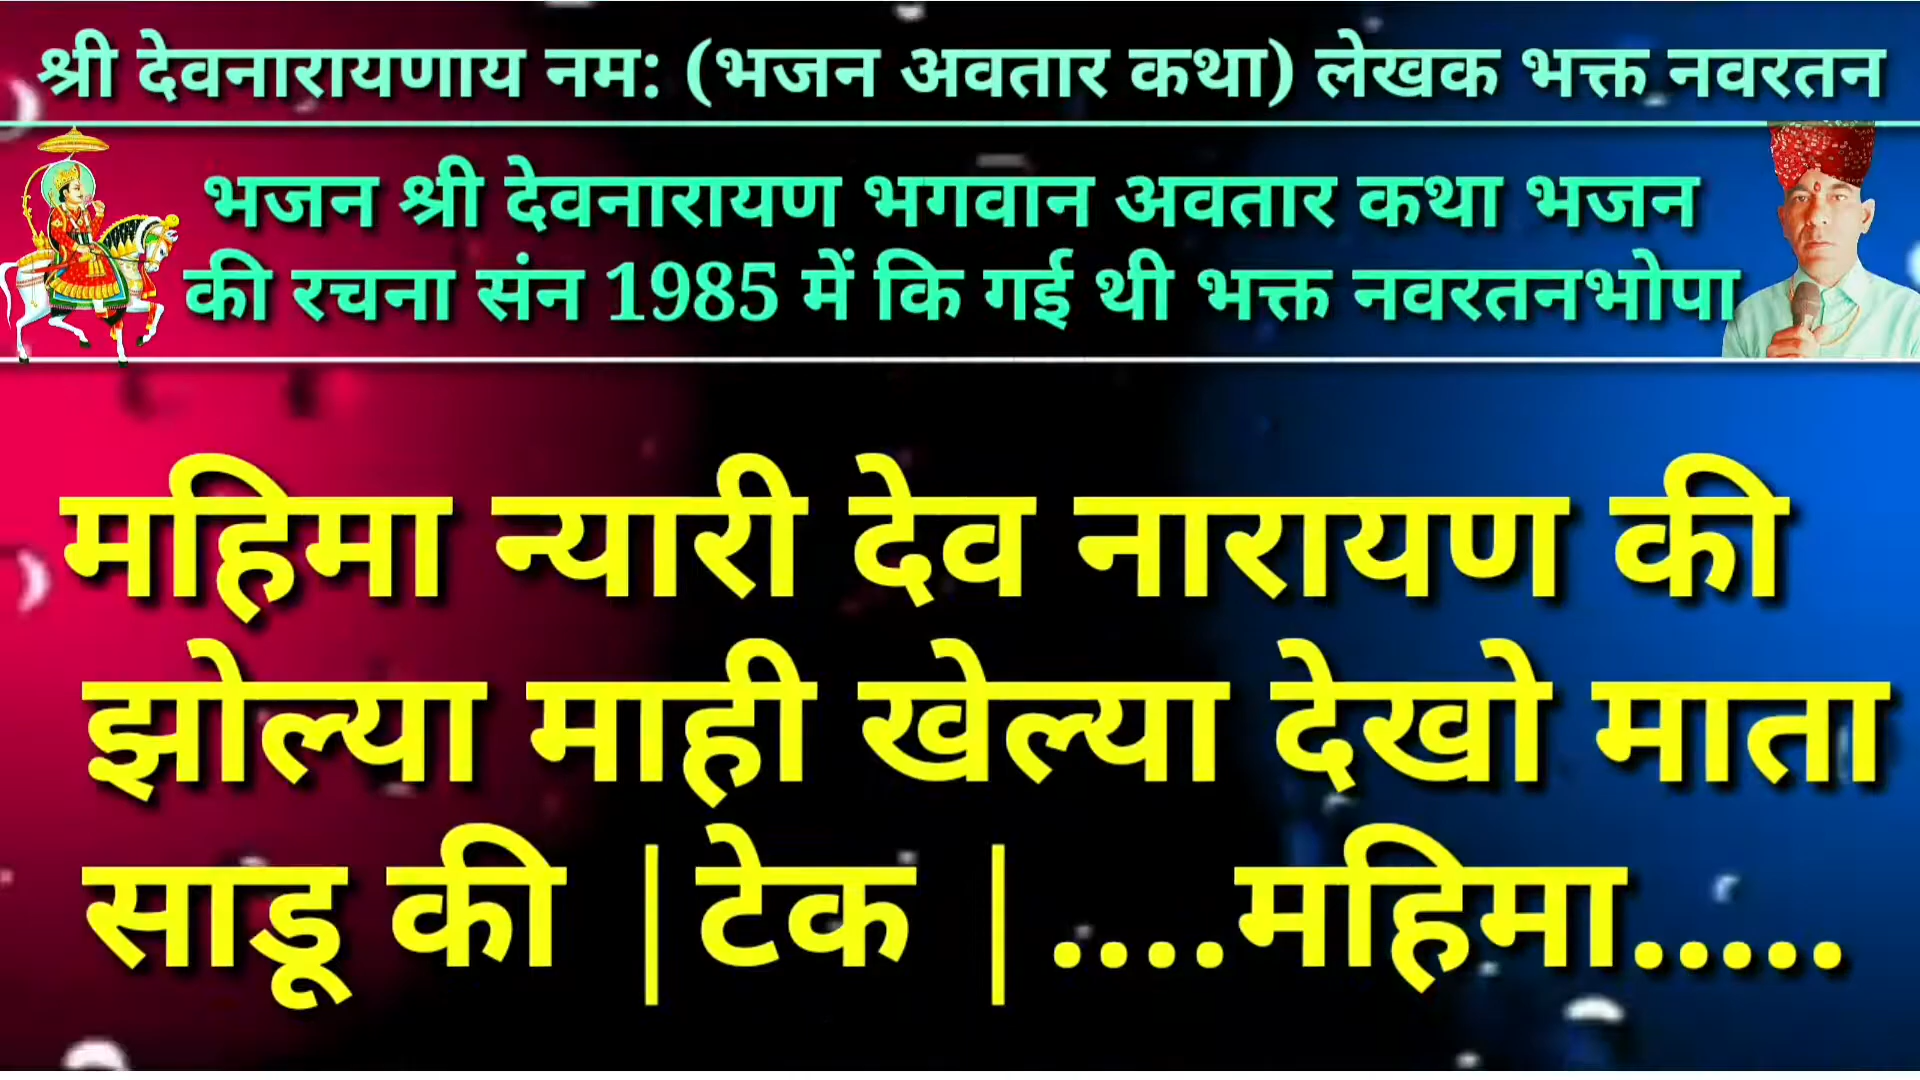 श्री देवनारायणाय नम: (भजन अवतार कथा) लेखक भक्त नवरतन
भजन श्री देवनारायण भगवान अवतार कथा भजन
की रचना संन 1985 में कि गई थी भक्त नवरतनभोपा
महिमा न्यारी देव नारायण की
झोल्या माही खेल्या देखो माता
साडू की |टेक |....महिमा.....